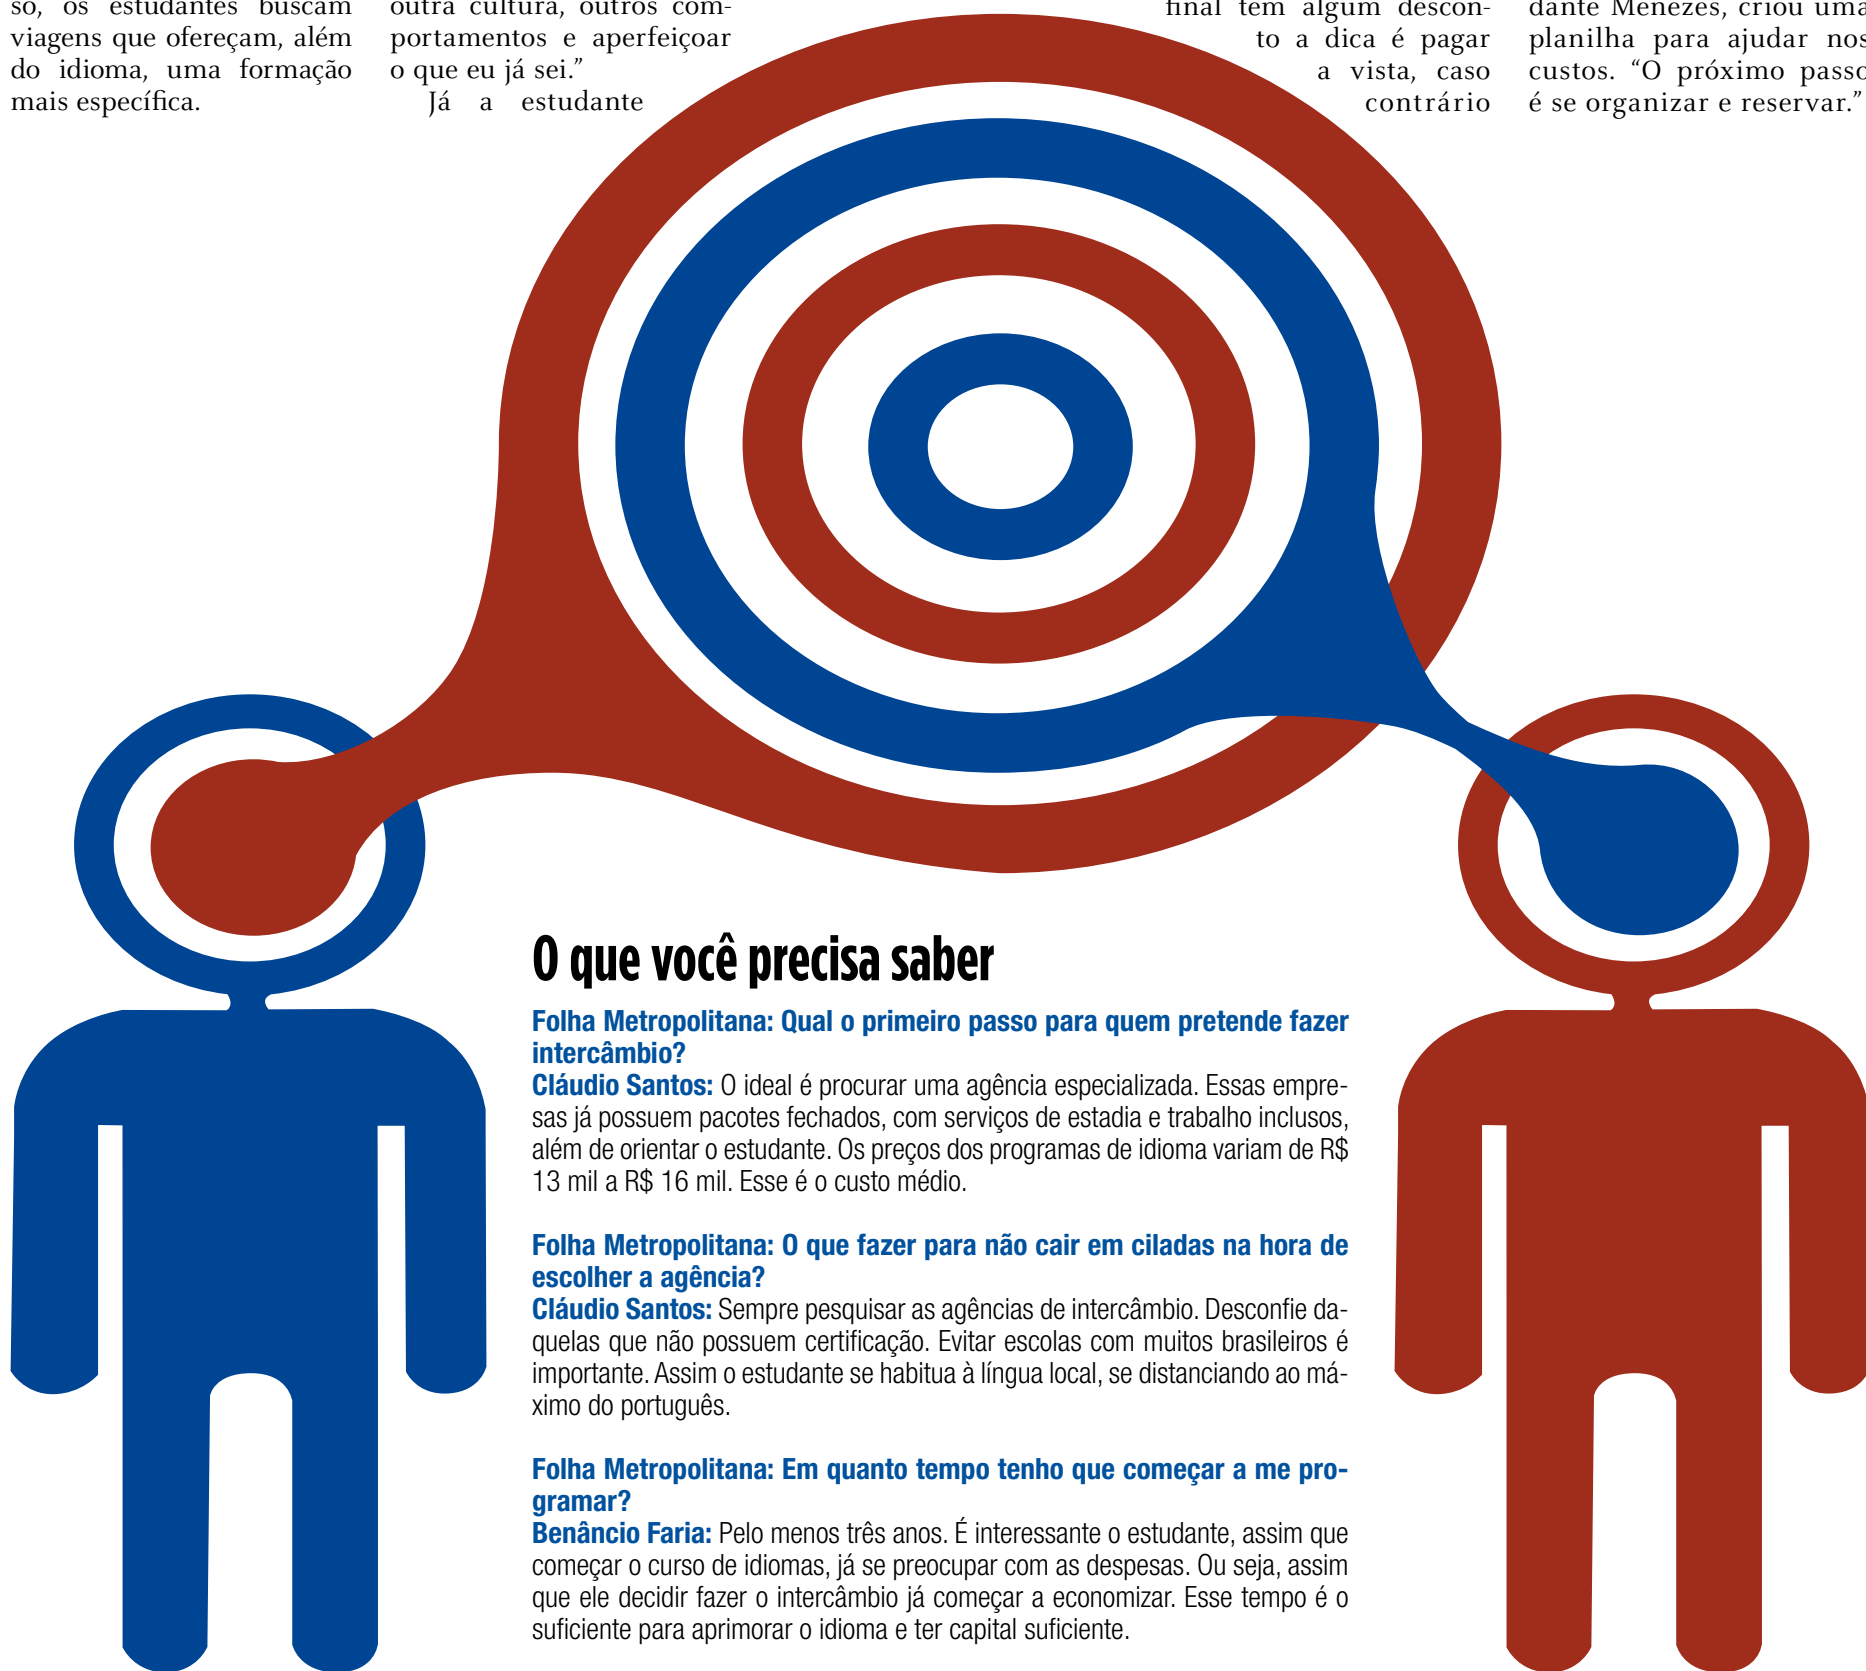 so, os estudantes buscam
viagens que ofereçam, além
do idioma, uma formação
mais específica.
outra cultura, outros com-
portamentos e aperfeiçoar
o que eu já sei.”
Já a estudante
final tem algum descon-
to a dica é pagar
a vista, caso
contrário
dante Menezes, criou uma
planilha para ajudar nos
custos. “O próximo passo
é se organizar e reservar.”
O que você precisa saber
Folha Metropolitana: Qual o primeiro passo para quem pretende fazer
intercâmbio?
Cláudio Santos: O ideal é procurar uma agência especializada. Essas empre-
sas já possuem pacotes fechados, com serviços de estadia e trabalho inclusos,
além de orientar o estudante. Os preços dos programas de idioma variam de R$
13 mil a R$ 16 mil. Esse é o custo médio.
Folha Metropolitana: O que fazer para não cair em ciladas na hora de
escolher a agência?
Cláudio Santos: Sempre pesquisar as agências de intercâmbio. Desconfie da-
quelas que não possuem certificação. Evitar escolas com muitos brasileiros é
importante. Assim o estudante se habitua à língua local, se distanciando ao má-
ximo do português.
Folha Metropolitana: Em quanto tempo tenho que começar a me pro-
gramar?
Benâncio Faria: Pelo menos três anos. É interessante o estudante, assim que
começar o curso de idiomas, já se preocupar com as despesas. Ou seja, assim
que ele decidir fazer o intercâmbio já começar a economizar. Esse tempo é o
suficiente para aprimorar o idioma e ter capital suficiente.